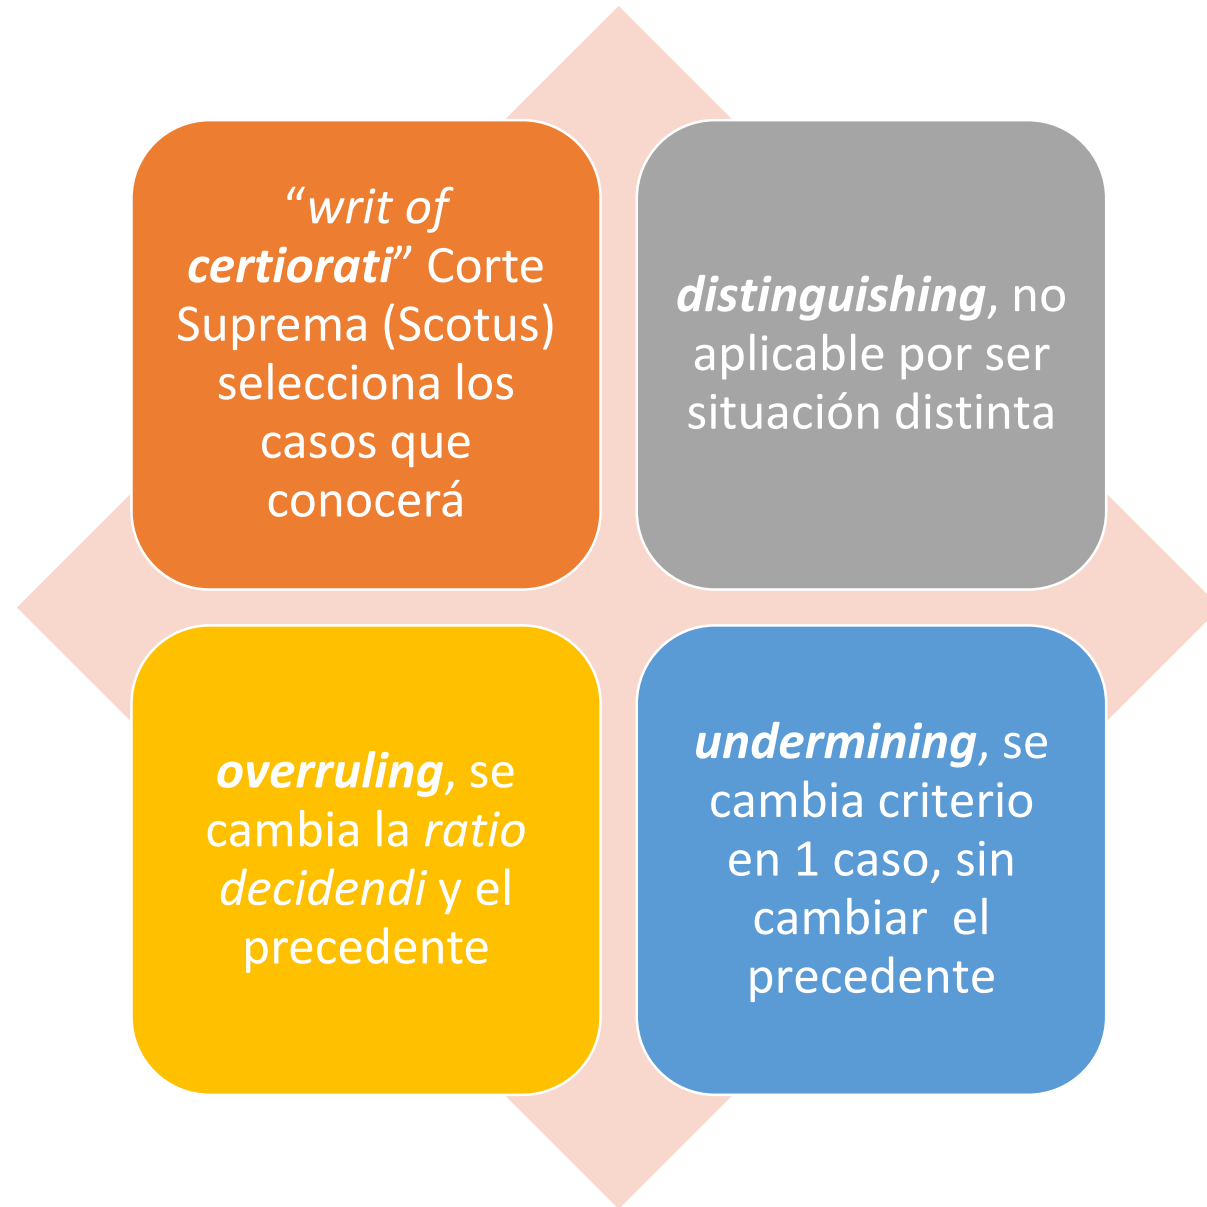 “writ of
certiorati” Corte
Suprema (Scotus)
selecciona los
casos que
conocerá
distinguishing, no
aplicable por ser
situación distinta
overruling, se
cambia la ratio
decidendi y el
precedente
undermining, se
cambia criterio
en 1 caso, sin
cambiar  el
precedente